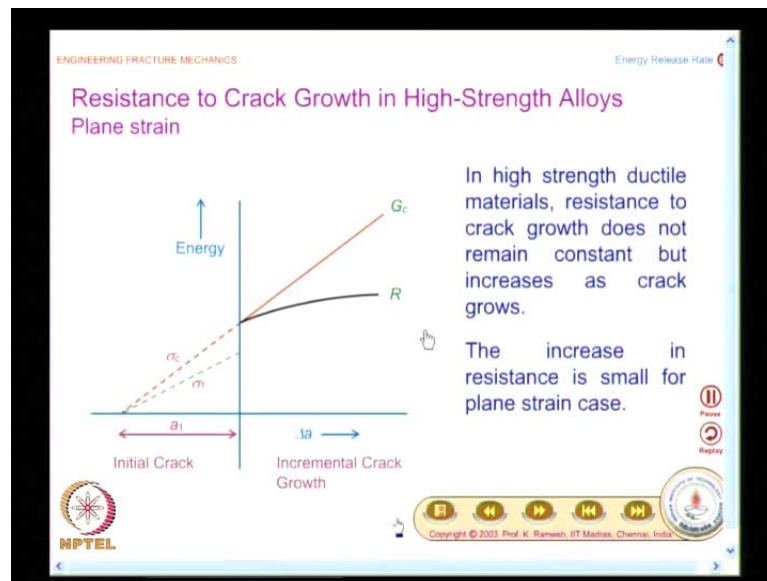 ENGINEERING FRACTURE MECHANICS
Energy Release Rate
Resistance to Crack Growth in High-Strength Alloys
Plane strain
Energy
Gc
R
σc
σ1
a1
Δa
Initial Crack
Incremental Crack
Growth
In high strength ductile
materials, resistance to
crack growth does not
remain constant but
increases as crack
grows.
The increase in
resistance is small for
plane strain case.
Pause
Replay
NPTEL
Copyright © 2003 Prof. K. Ramesh, IIT Madras, Chennai, India